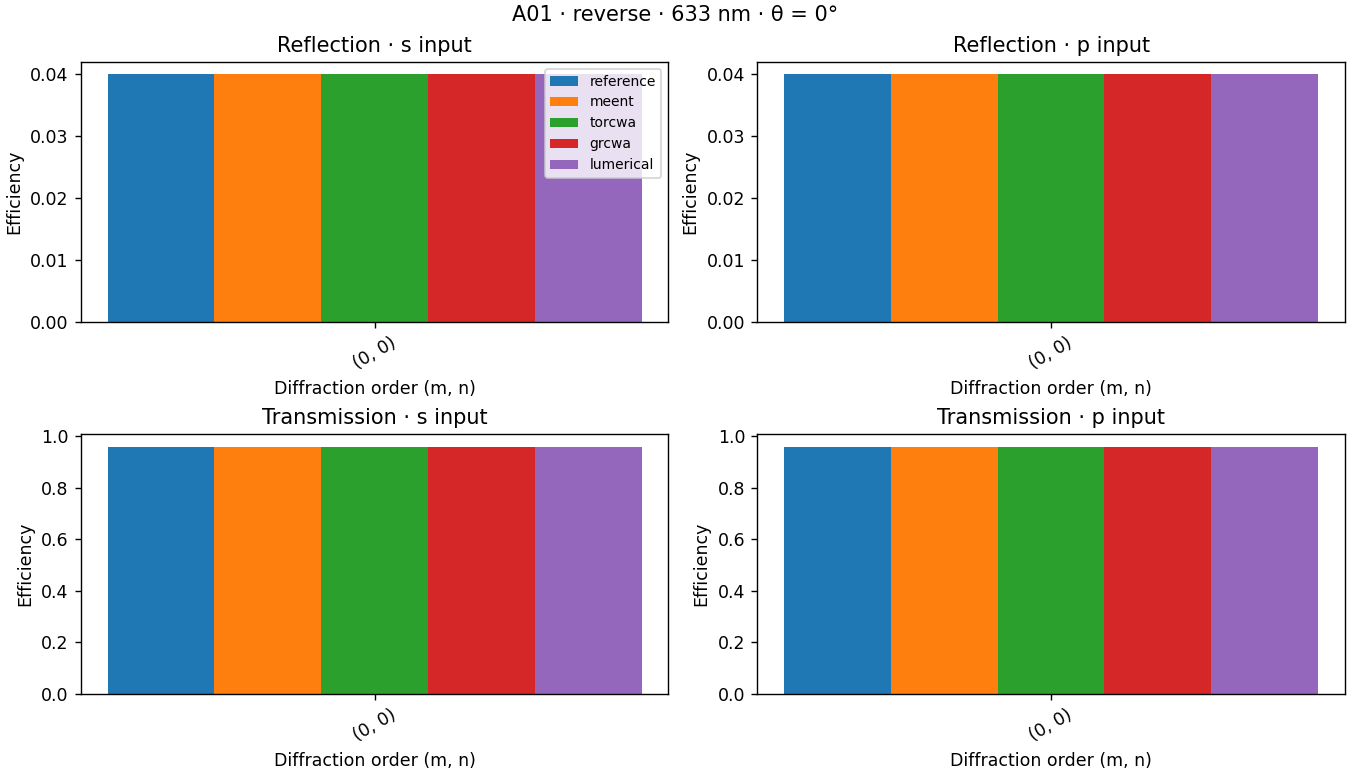 A01 · reverse · 633 nm · θ = 0°
Reflection · s input
Efficiency
0.04
0.03
0.02
0.01
0.00
reference
meent
torcwa
grcwa
lumerical
(0, 0)
Diffraction order (m, n)
Reflection · p input
Efficiency
0.04
0.03
0.02
0.01
0.00
(0, 0)
Diffraction order (m, n)
Transmission · s input
Efficiency
1.0
0.8
0.6
0.4
0.2
0.0
(0, 0)
Diffraction order (m, n)
Transmission · p input
Efficiency
1.0
0.8
0.6
0.4
0.2
0.0
(0, 0)
Diffraction order (m, n)